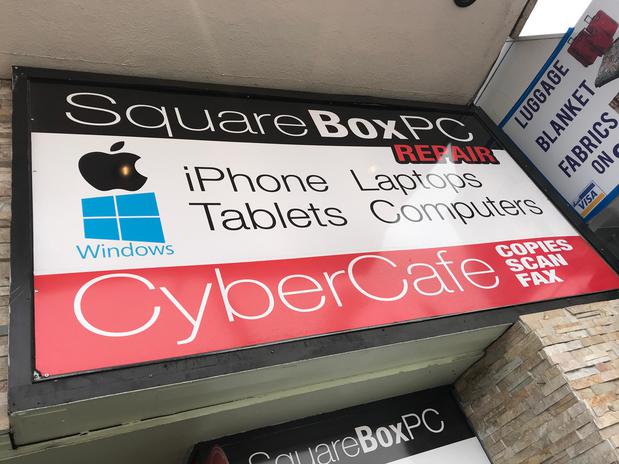 SquareBoxPC
REPAIR
iPhone Laptops
Tablets Computers
Windows
CyberCafe
COPIES
SCAN
FAX
LUGGAGE
BLANKET
FABRICS
ON
VISA
SquareBoxPC